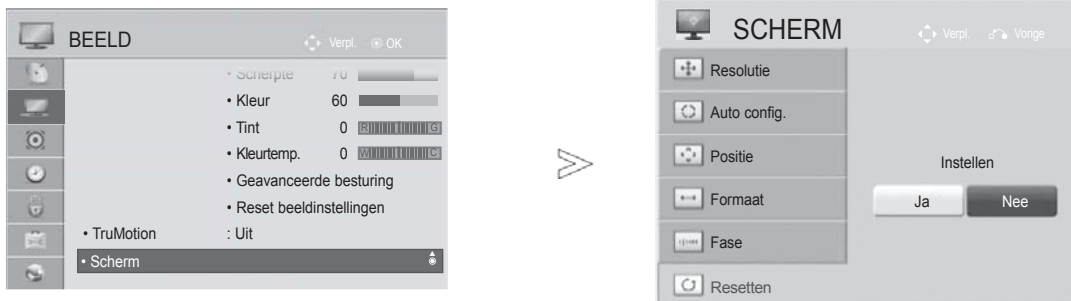 BEELD
Verpl. OK
• Scherpte 70
• Kleur 60
• Tint 0 R G
• Kleurtemp. 0 W C
• Geavanceerde besturing
• Reset beeldinstellingen
• TruMotion : Uit
• Scherm
SCHERM
Verpl. Vorige
Resolutie
Auto config.
Positie
Formaat
Fase
Resetten
Instellen
Ja Nee